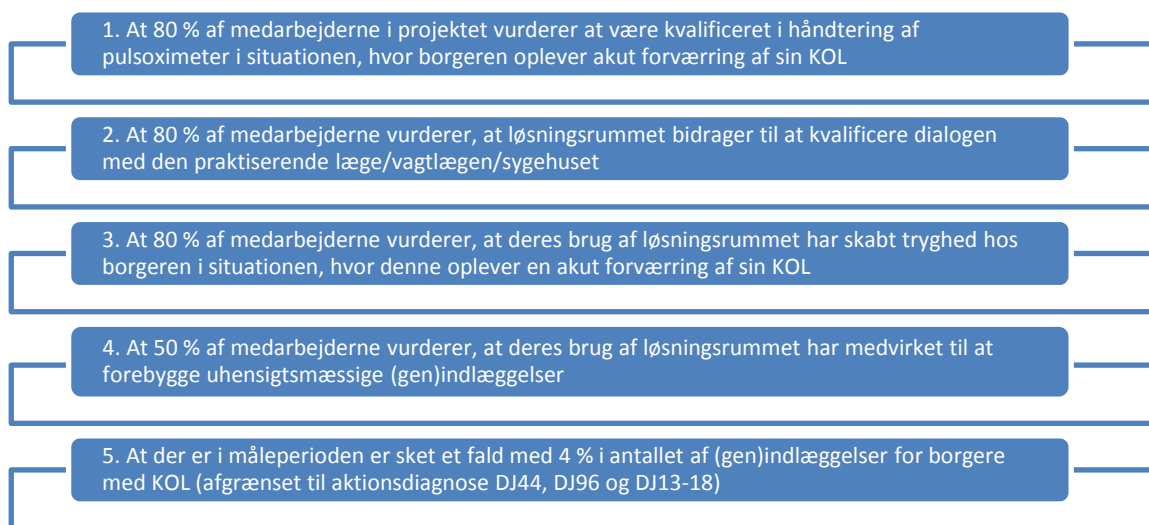 1. At 80 % af medarbejderne i projektet vurderer at være kvalificeret i håndtering af
pulsoximeter i situationen, hvor borgeren oplever akut forværring af sin KOL
2. At 80 % af medarbejderne vurderer, at løsningsrummet bidrager til at kvalificere dialogen
med den praktiserende læge/vagtlægen/sygehuset
3. At 80 % af medarbejderne vurderer, at deres brug af løsningsrummet har skabt tryghed hos
borgeren i situationen, hvor denne oplever en akut forværring af sin KOL
4. At 50 % af medarbejderne vurderer, at deres brug af løsningsrummet har medvirket til at
forebygge uhensigtsmæssige (gen)indlæggelser
5. At der er i måleperioden er sket et fald med 4 % i antallet af (gen)indlæggelser for borgere
med KOL (afgrænset til aktionsdiagnose DJ44, DJ96 og DJ13-18)